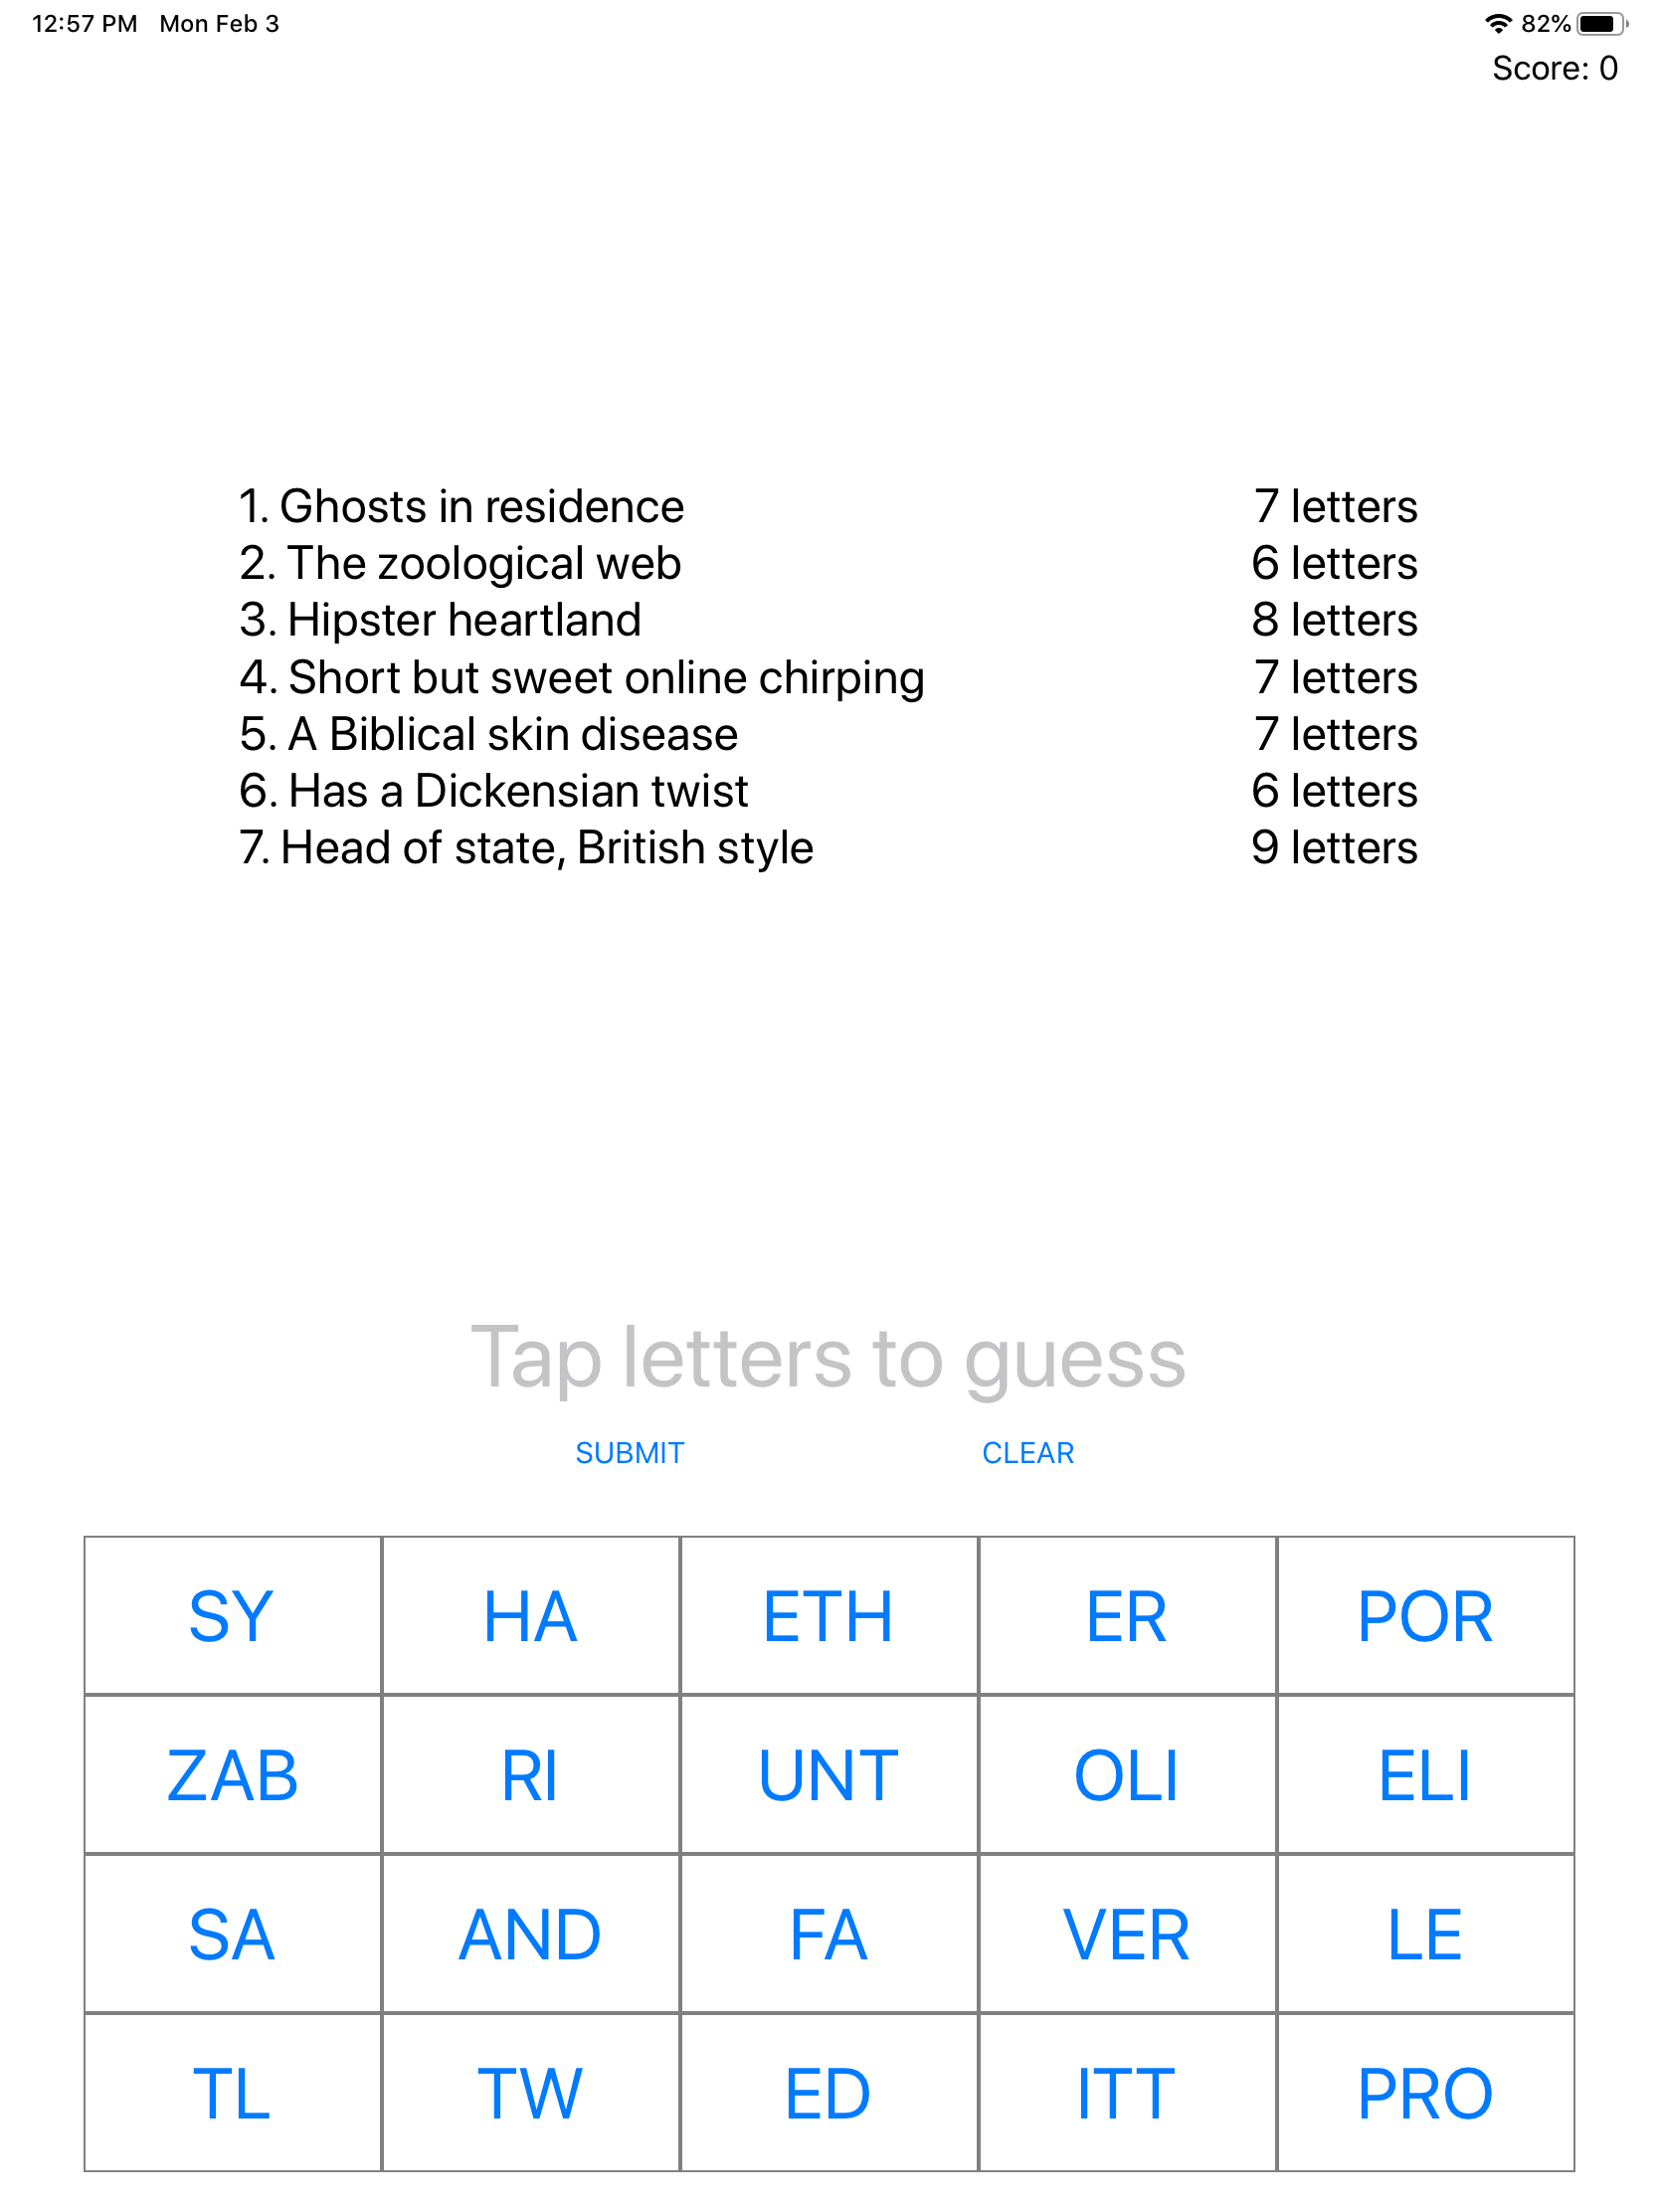 12:57 PM Mon Feb 3 82%
Score: 0
1. Ghosts in residence 7 letters
2. The zoological web 6 letters
3. Hipster heartland 8 letters
4. Short but sweet online chirping 7 letters
5. A Biblical skin disease 7 letters
6. Has a Dickensian twist 6 letters
7. Head of state, British style 9 letters
Tap letters to guess
SUBMIT CLEAR
SY HA ETH ER POR
ZAB RI UNT OLI ELI
SA AND FA VER LE
TL TW ED ITT PRO